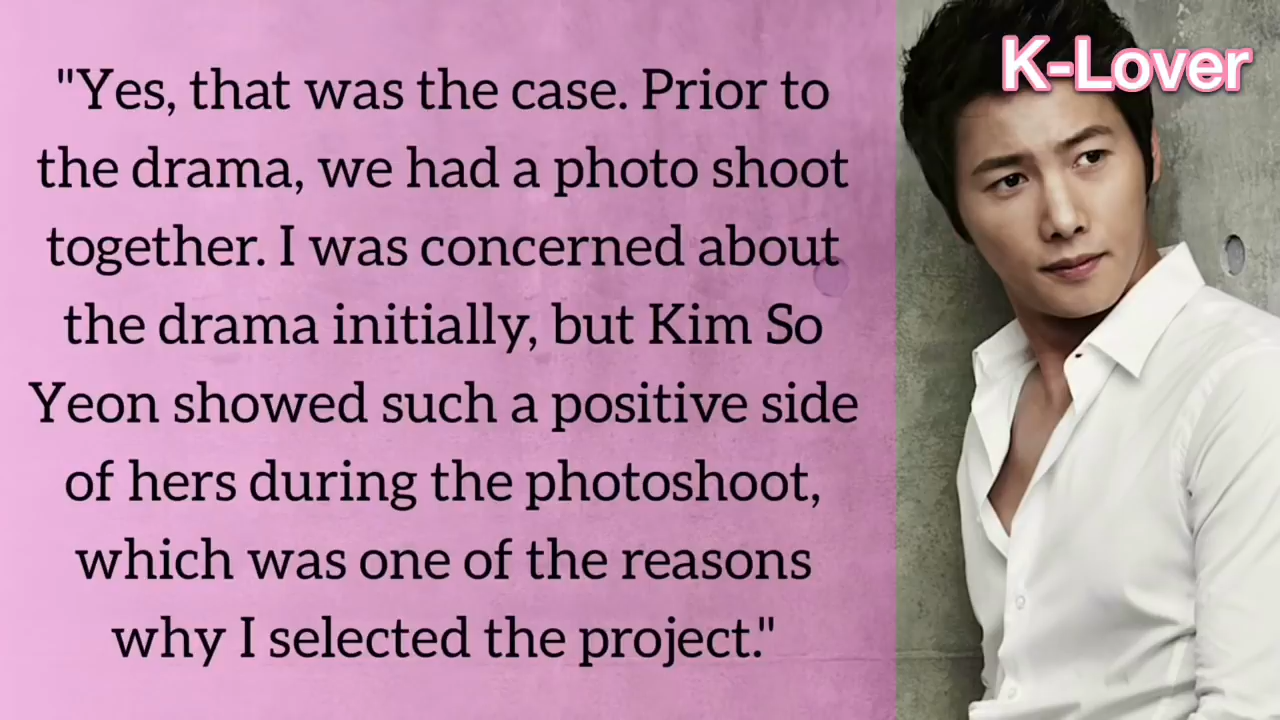 K-Lover
"Yes, that was the case. Prior to
the drama, we had a photo shoot
together. I was concerned about
the drama initially, but Kim So
Yeon showed such a positive side
of hers during the photoshoot,
which was one of the reasons
why I selected the project."